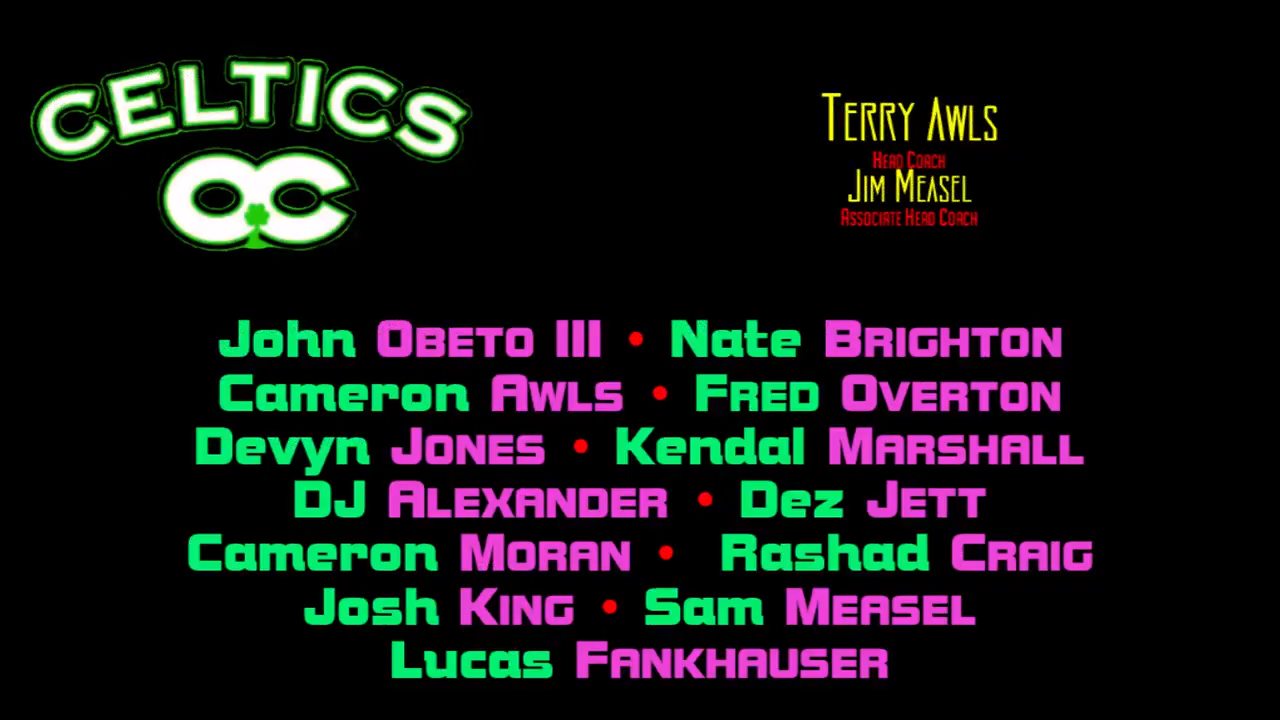 CELTICS
OC
TERRY AWLS
HEAD COACH
JIM MEASEL
ASSOCIATE HEAD COACH
John OBETO III • Nate BRIGHTON
Cameron AWLS • FRED OVERTON
Devyn JONES • Kendal MARSHALL
DJ ALEXANDER • Dez JETT
Cameron MORAN • Rashad CRAIG
Josh KING • Sam MEASEL
Lucas FANKHAUSER